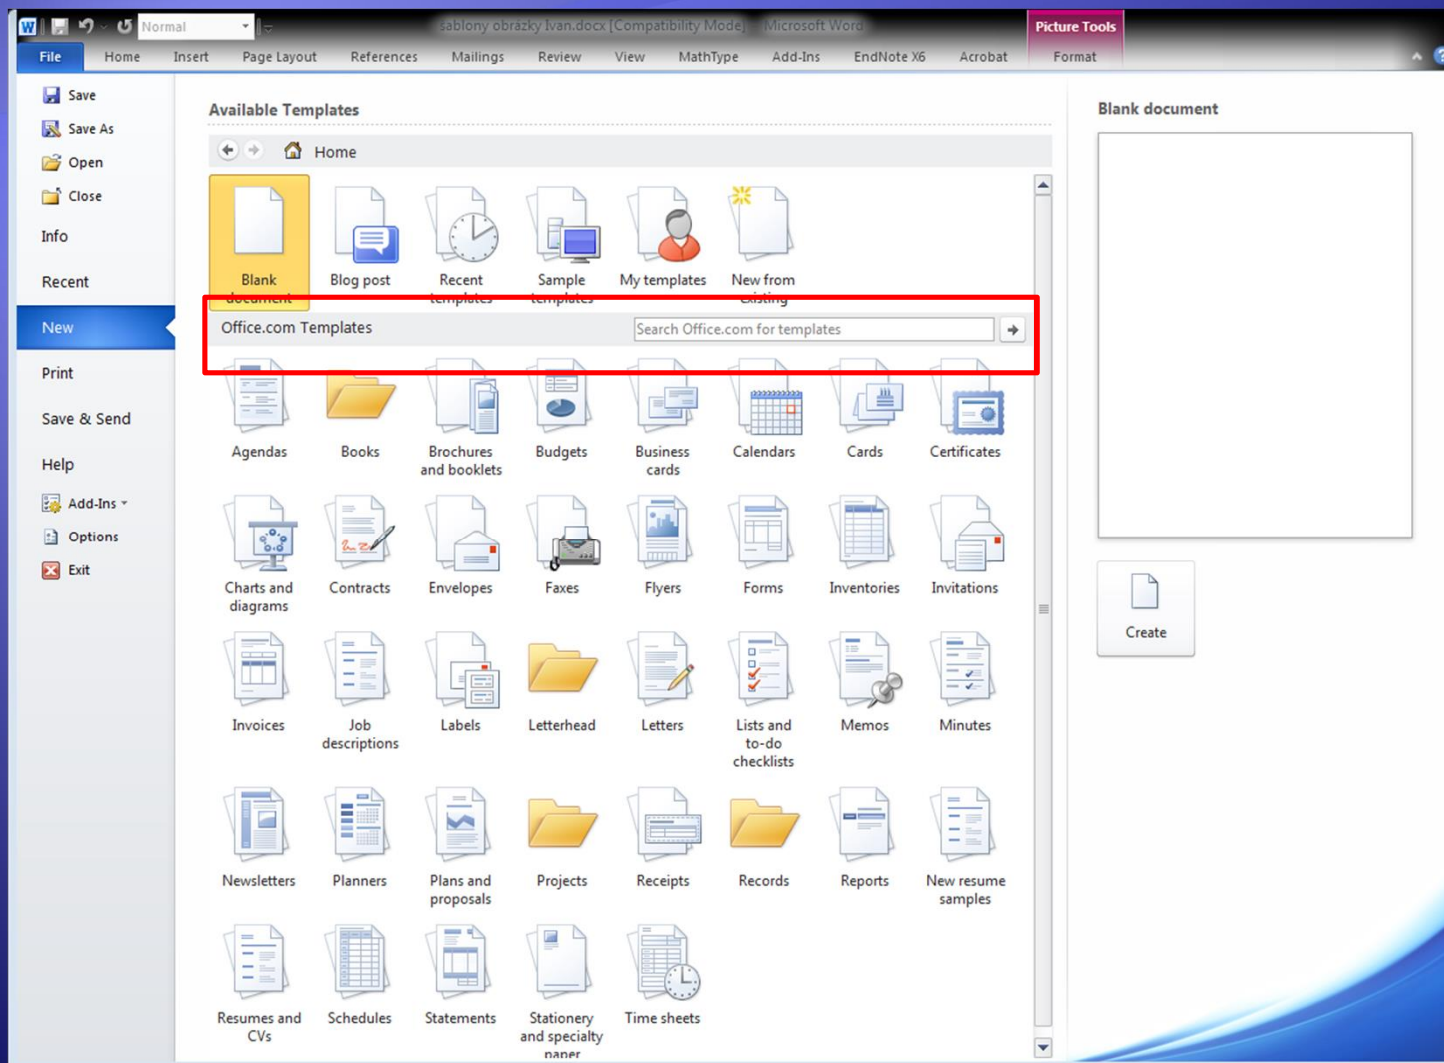 Normal
sablony obrázky Ivan.docx [Compatibility Mode] Microsoft Word
Picture Tools
File Home Insert Page Layout References Mailings Review View MathType Add-Ins EndNote X6 Acrobat Format
Save
Save As
Open
Close
Info
Recent
New
Print
Save & Send
Help
Add-Ins
Options
Exit
Available Templates
Home
Blank
document
Blog post
Recent
templates
Sample
templates
My templates
New from
existing
Office.com Templates
Search Office.com for templates
Agendas
Books
Brochures
and booklets
Budgets
Business
cards
Calendars
Cards
Certificates
Charts and
diagrams
Contracts
Envelopes
Faxes
Flyers
Forms
Inventories
Invitations
Invoices
Job
descriptions
Labels
Letterhead
Letters
Lists and
to-do
checklists
Memos
Minutes
Newsletters
Planners
Plans and
proposals
Projects
Receipts
Records
Reports
New resume
samples
Resumes and
CVs
Schedules
Statements
Stationery
and specialty
paper
Time sheets
Blank document
Create